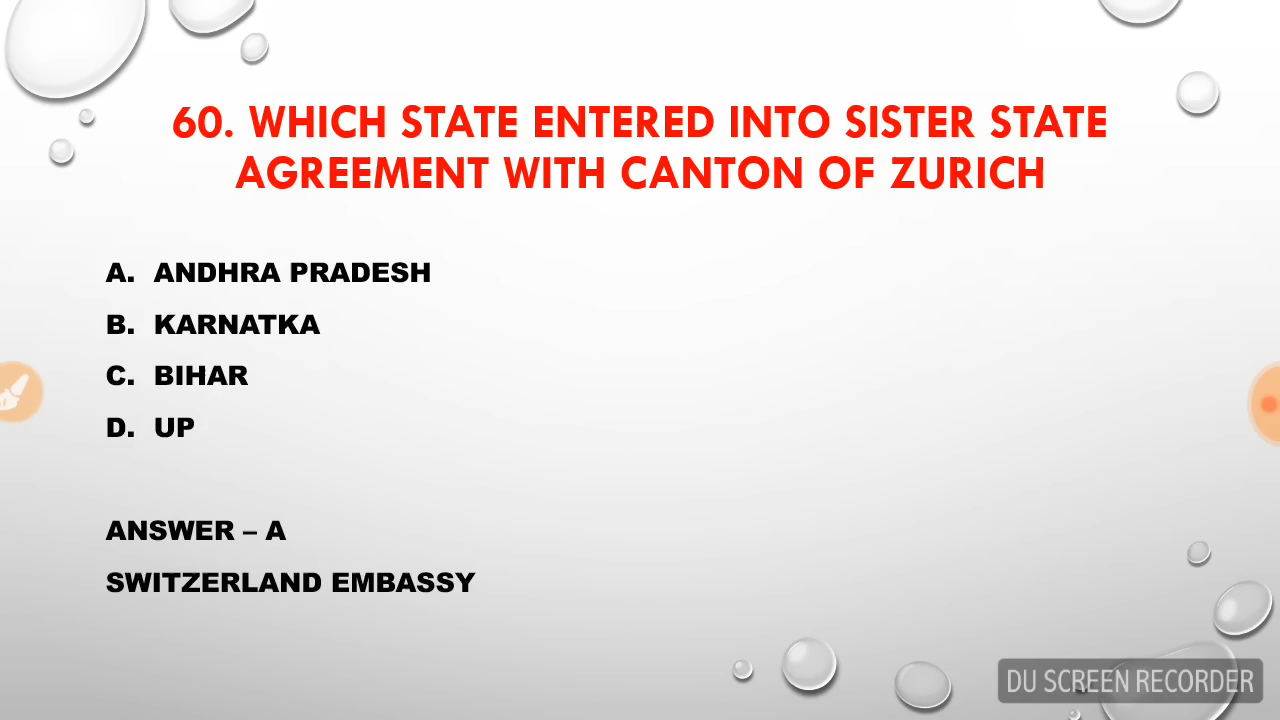 60. WHICH STATE ENTERED INTO SISTER STATE
AGREEMENT WITH CANTON OF ZURICH
A. ANDHRA PRADESH
B. KARNATKA
C. BIHAR
D. UP
ANSWER – A
SWITZERLAND EMBASSY
DU SCREEN RECORDER